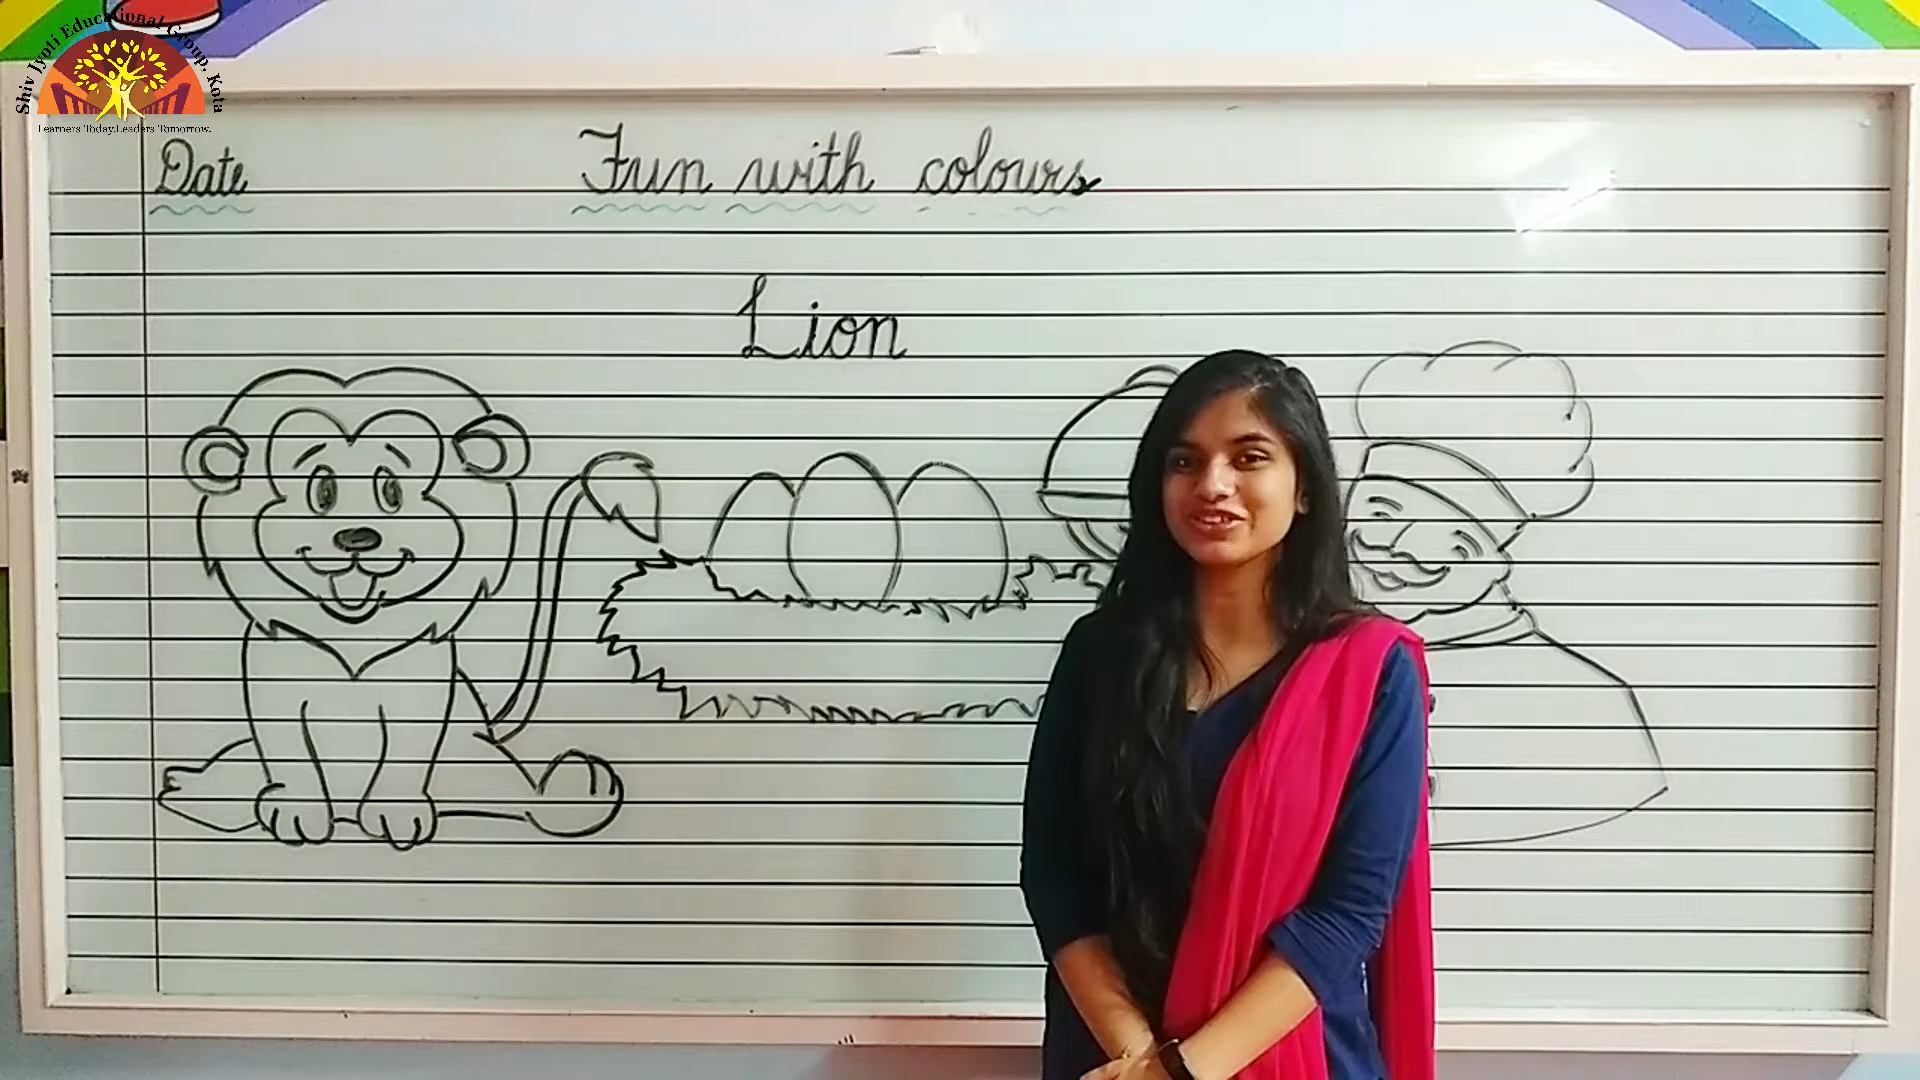 Shiv Jyoti Educational Group, Kota
Learners Today.Leaders Tomorrow.
Date
Fun with colours
Lion